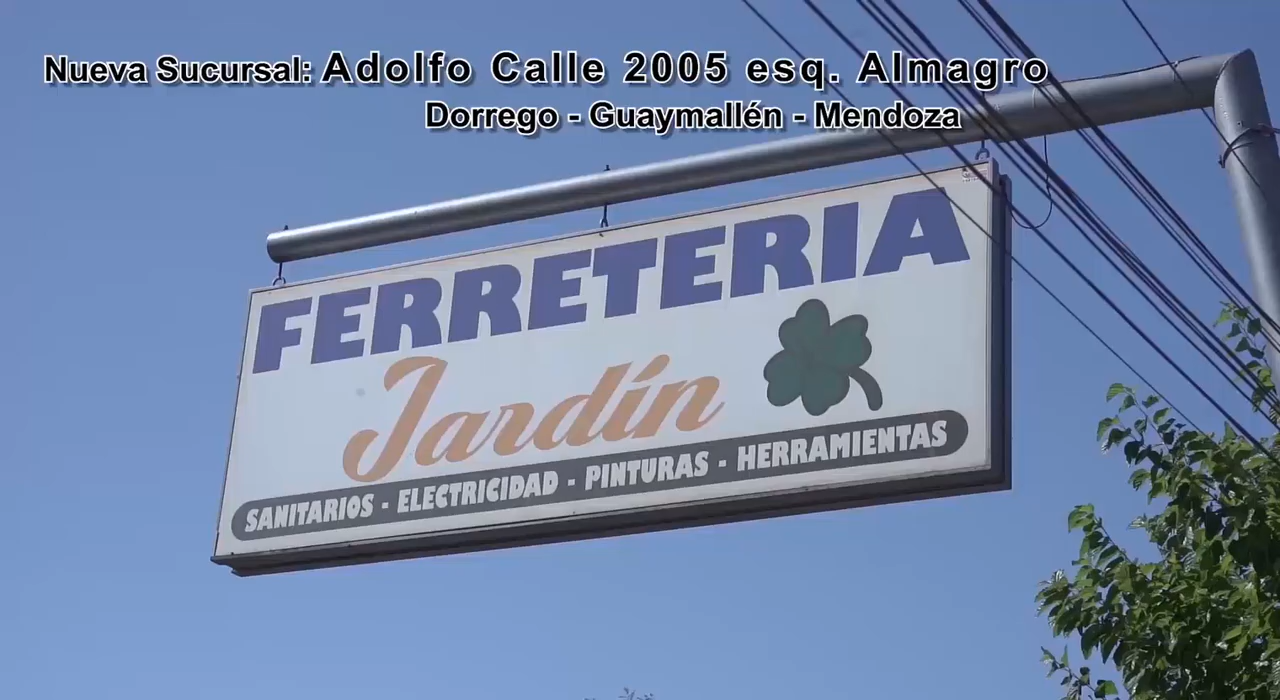 Nueva Sucursal: Adolfo Calle 2005 esq. Almagro
Dorrego - Guaymallén - Mendoza
FERRETERIA
Jardín
SANITARIOS - ELECTRICIDAD - PINTURAS - HERRAMIENTAS